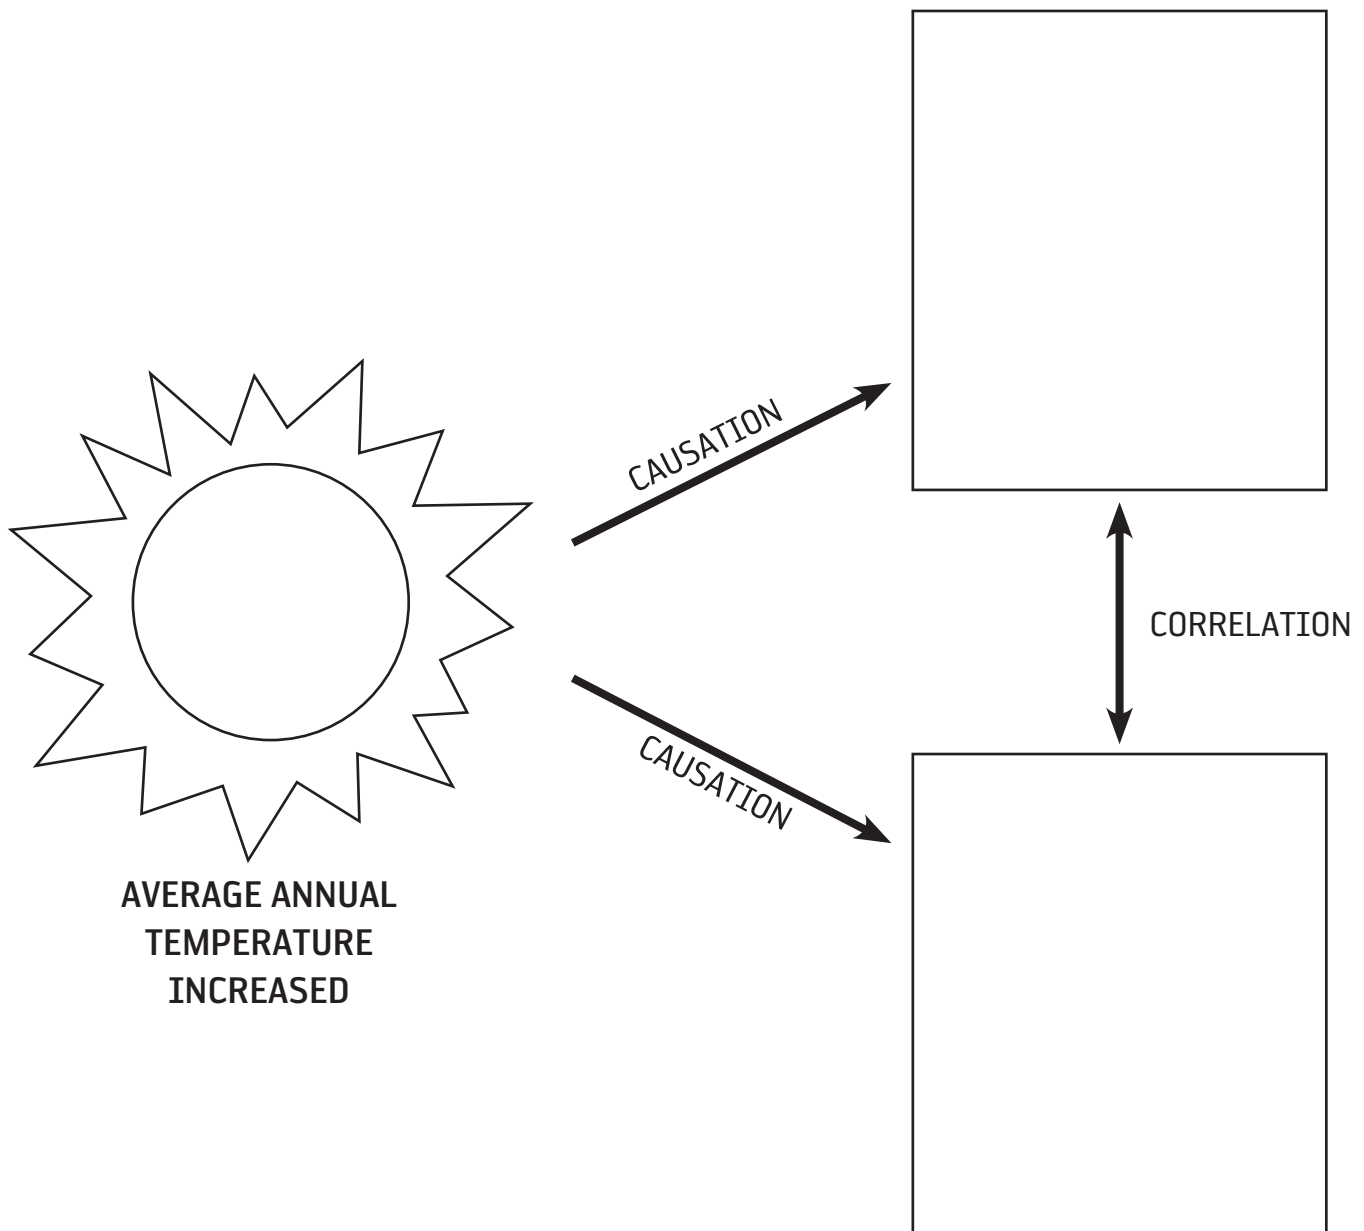 CAUSATION
CORRELATION
CAUSATION
AVERAGE ANNUAL
TEMPERATURE
INCREASED